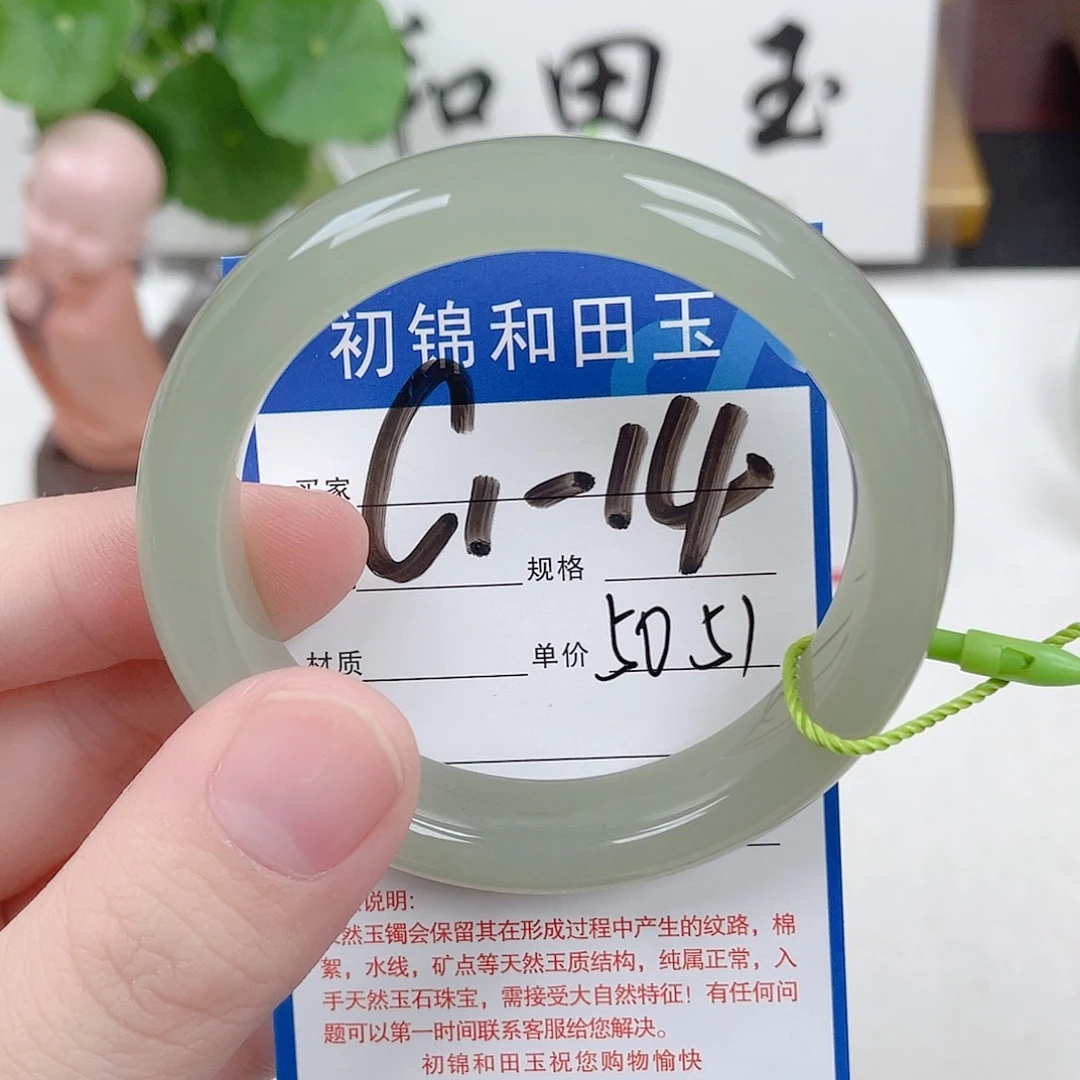 和田玉
初锦和田玉
买家 C1-14
规格
材质 单价 50 51
说明:
然玉镯会保留其在形成过程中产生的纹路，棉
絮，水线，矿点等天然玉质结构，纯属正常，入
手天然玉石珠宝，需接受大自然特征！有任何问
题可以第一时间联系客服给您解决。
初锦和田玉祝您购物愉快